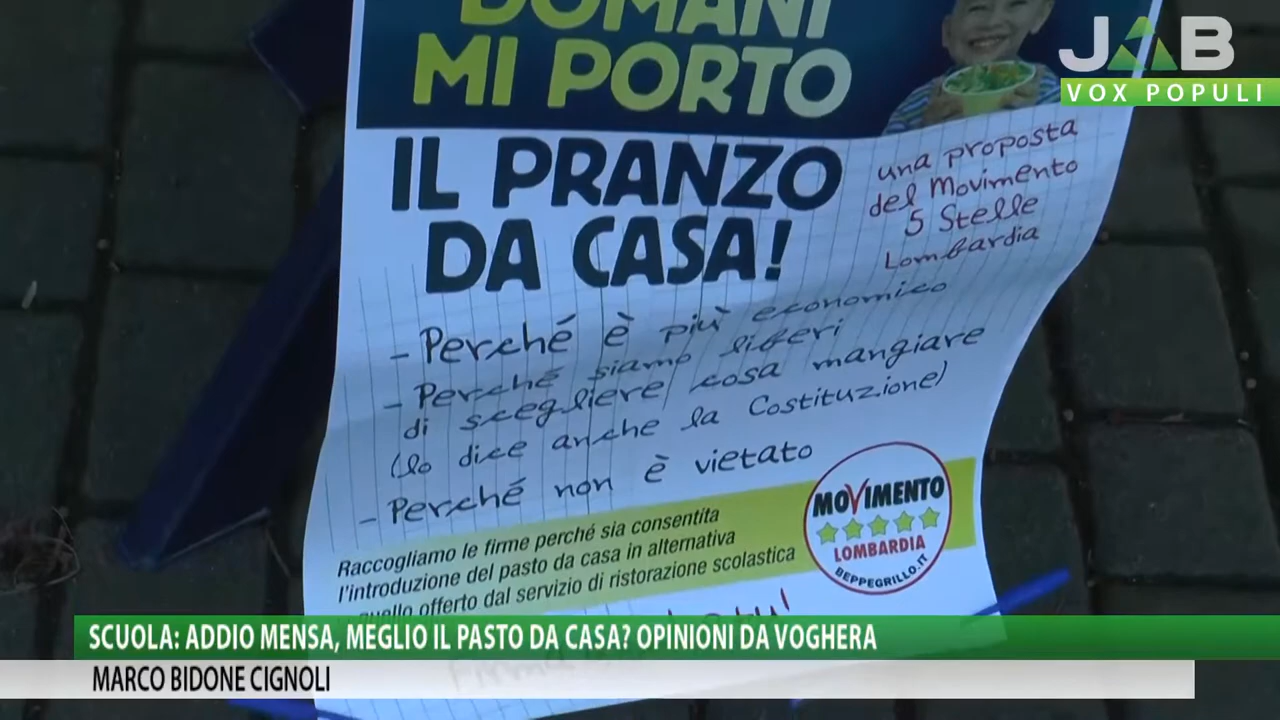 DOMANI
MI PORTO
IL PRANZO
DA CASA!
una proposta
del Movimento
5 Stelle
Lombardia
- Perché è più economico
- Perché siamo liberi
di scegliere cosa mangiare
(lo dice anche la Costituzione)
- Perché non è vietato
Raccogliamo le firme perché sia consentita
l'introduzione del pasto da casa in alternativa
a quello offerto dal servizio di ristorazione scolastica
MOVIMENTO
LOMBARDIA
BEPPEGRILLO.IT
JAB
VOX POPULI
SCUOLA: ADDIO MENSA, MEGLIO IL PASTO DA CASA? OPINIONI DA VOGHERA
MARCO BIDONE CIGNOLI